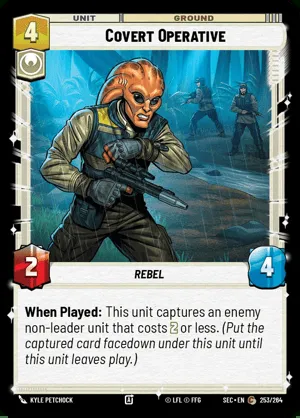 UNIT GROUND
4 COVERT OPERATIVE
2 4
REBEL
When Played: This unit captures an enemy
non-leader unit that costs 2 or less. (Put the
captured card facedown under this unit until
this unit leaves play.)
KYLE PETCHOCK © LFL © FFG SEC • EN C 253/264